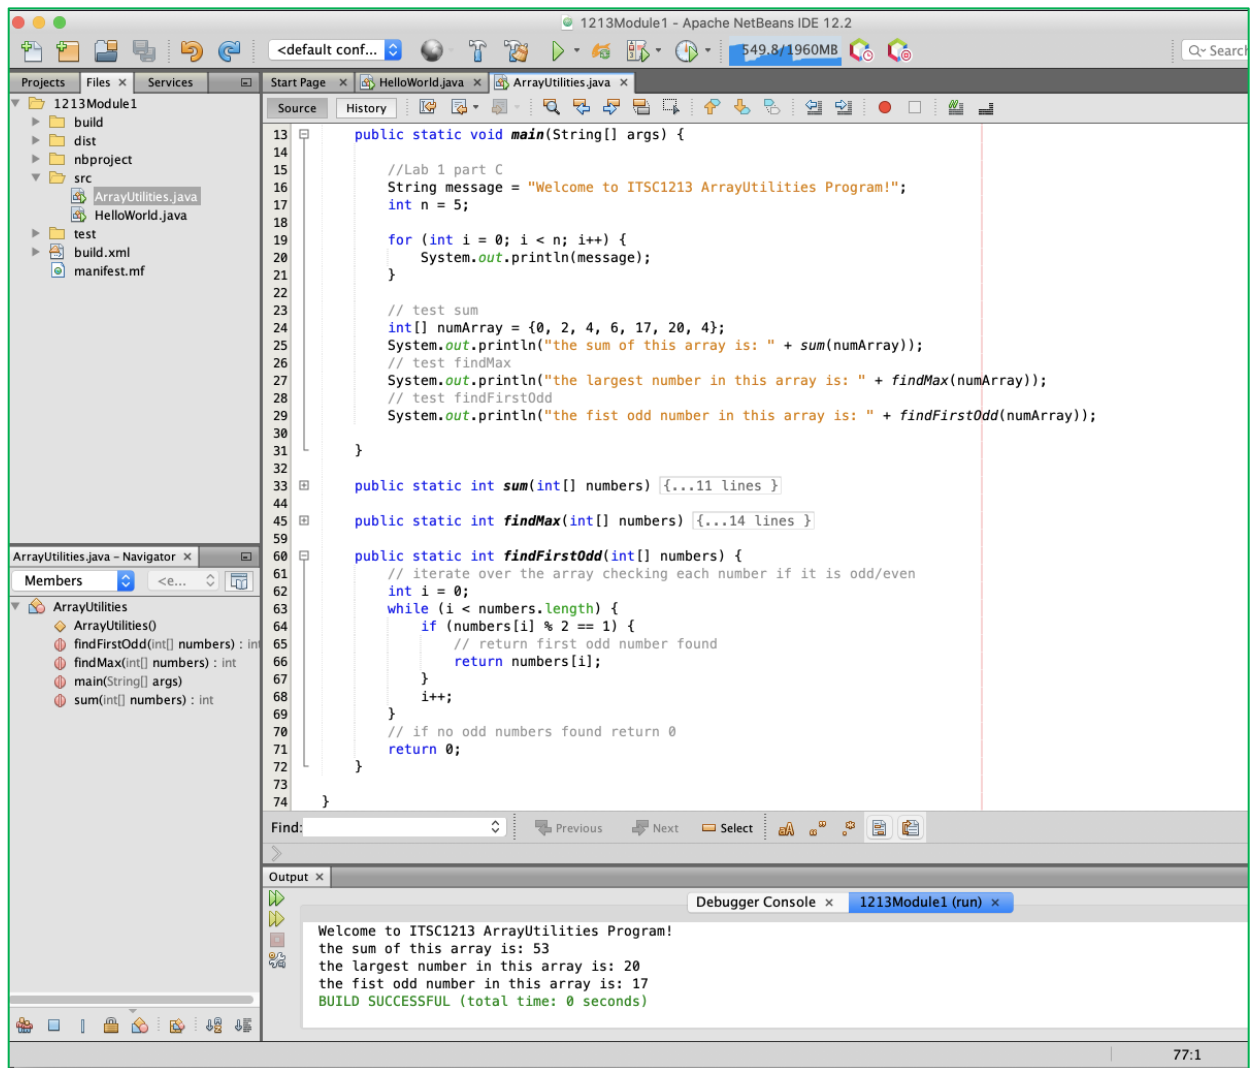 1213Module1 - Apache NetBeans IDE 12.2
<default conf... 549.8/1960MB Search
Projects Files × Services
Start Page × HelloWorld.java × ArrayUtilities.java ×
Source History
1213Module1
build
dist
nbproject
src
ArrayUtilities.java
HelloWorld.java
test
build.xml
manifest.mf
13 public static void main(String[] args) {
14
15 //Lab 1 part C
16 String message = "Welcome to ITSC1213 ArrayUtilities Program!";
17 int n = 5;
18
19 for (int i = 0; i < n; i++) {
20 System.out.println(message);
21 }
22
23 // test sum
24 int[] numArray = {0, 2, 4, 6, 17, 20, 4};
25 System.out.println("the sum of this array is: " + sum(numArray));
26 // test findMax
27 System.out.println("the largest number in this array is: " + findMax(numArray));
28 // test findFirstOdd
29 System.out.println("the fist odd number in this array is: " + findFirstOdd(numArray));
30
31 }
32
33 public static int sum(int[] numbers) {...11 lines }
44
45 public static int findMax(int[] numbers) {...14 lines }
59
60 public static int findFirstOdd(int[] numbers) {
61 // iterate over the array checking each number if it is odd/even
62 int i = 0;
63 while (i < numbers.length) {
64 if (numbers[i] % 2 == 1) {
65 // return first odd number found
66 return numbers[i];
67 }
68 i++;
69 }
70 // if no odd numbers found return 0
71 return 0;
72 }
73
74 }
ArrayUtilities.java - Navigator ×
Members <e...
ArrayUtilities
ArrayUtilities()
findFirstOdd(int[] numbers) : int
findMax(int[] numbers) : int
main(String[] args)
sum(int[] numbers) : int
Find: Previous Next Select
Output ×
Debugger Console × 1213Module1 (run) ×
Welcome to ITSC1213 ArrayUtilities Program!
the sum of this array is: 53
the largest number in this array is: 20
the fist odd number in this array is: 17
BUILD SUCCESSFUL (total time: 0 seconds)
77:1